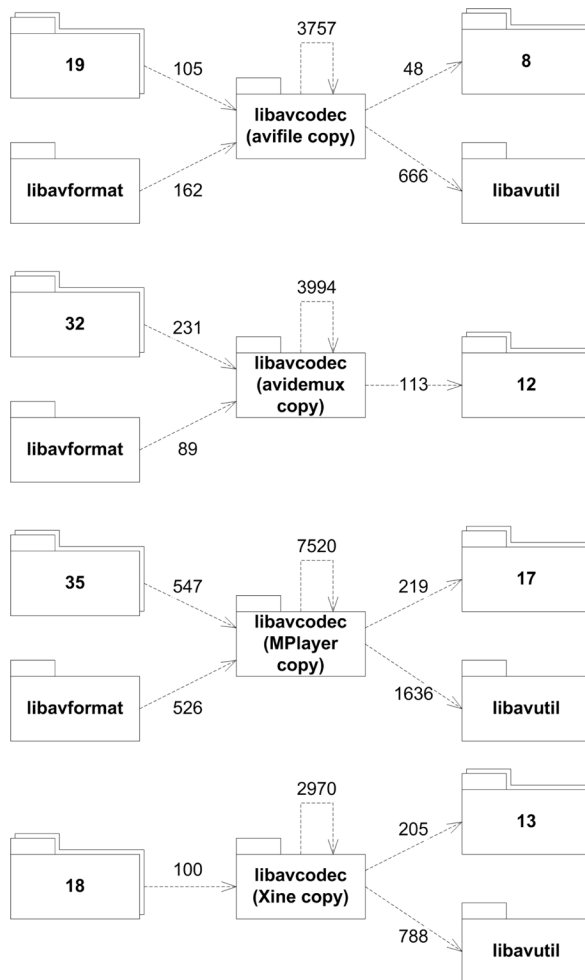 3757
19
105
48
8
libavcodec
(avifile copy)
libavformat
162
666
libavutil
3994
32
231
libavcodec
(avidemux
copy)
113
12
libavformat
89
7520
35
547
219
17
libavcodec
(MPlayer
copy)
libavformat
526
1636
libavutil
2970
13
205
18
100
libavcodec
(Xine copy)
788
libavutil